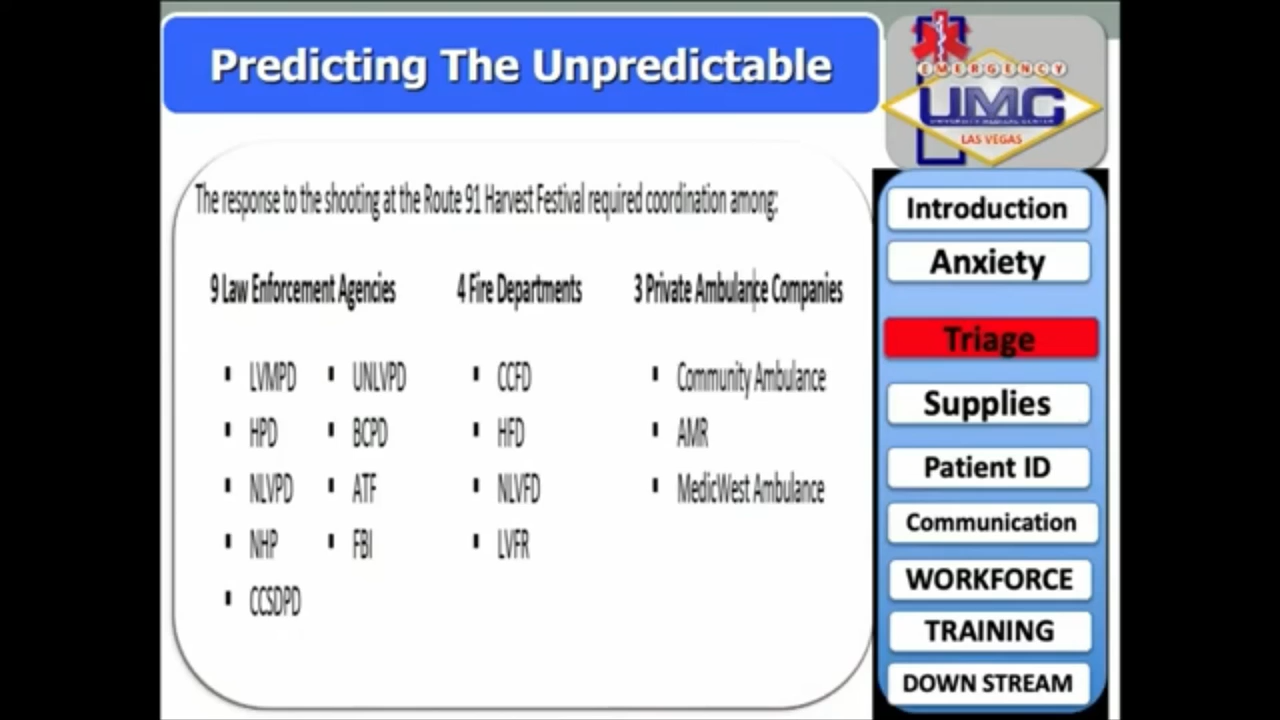 Predicting The Unpredictable
EMERGENCY
UMC
UNIVERSITY MEDICAL CENTER
LAS VEGAS
The response to the shooting at the Route 91 Harvest Festival required coordination among:
9 Law Enforcement Agencies
LVMPD
HPD
NLVPD
NHP
CCSDPD
UNLVPD
BCPD
ATF
FBI
4 Fire Departments
CCFD
HFD
NLVFD
LVFR
3 Private Ambulance Companies
Community Ambulance
AMR
MedicWest Ambulance
Introduction
Anxiety
Triage
Supplies
Patient ID
Communication
WORKFORCE
TRAINING
DOWN STREAM